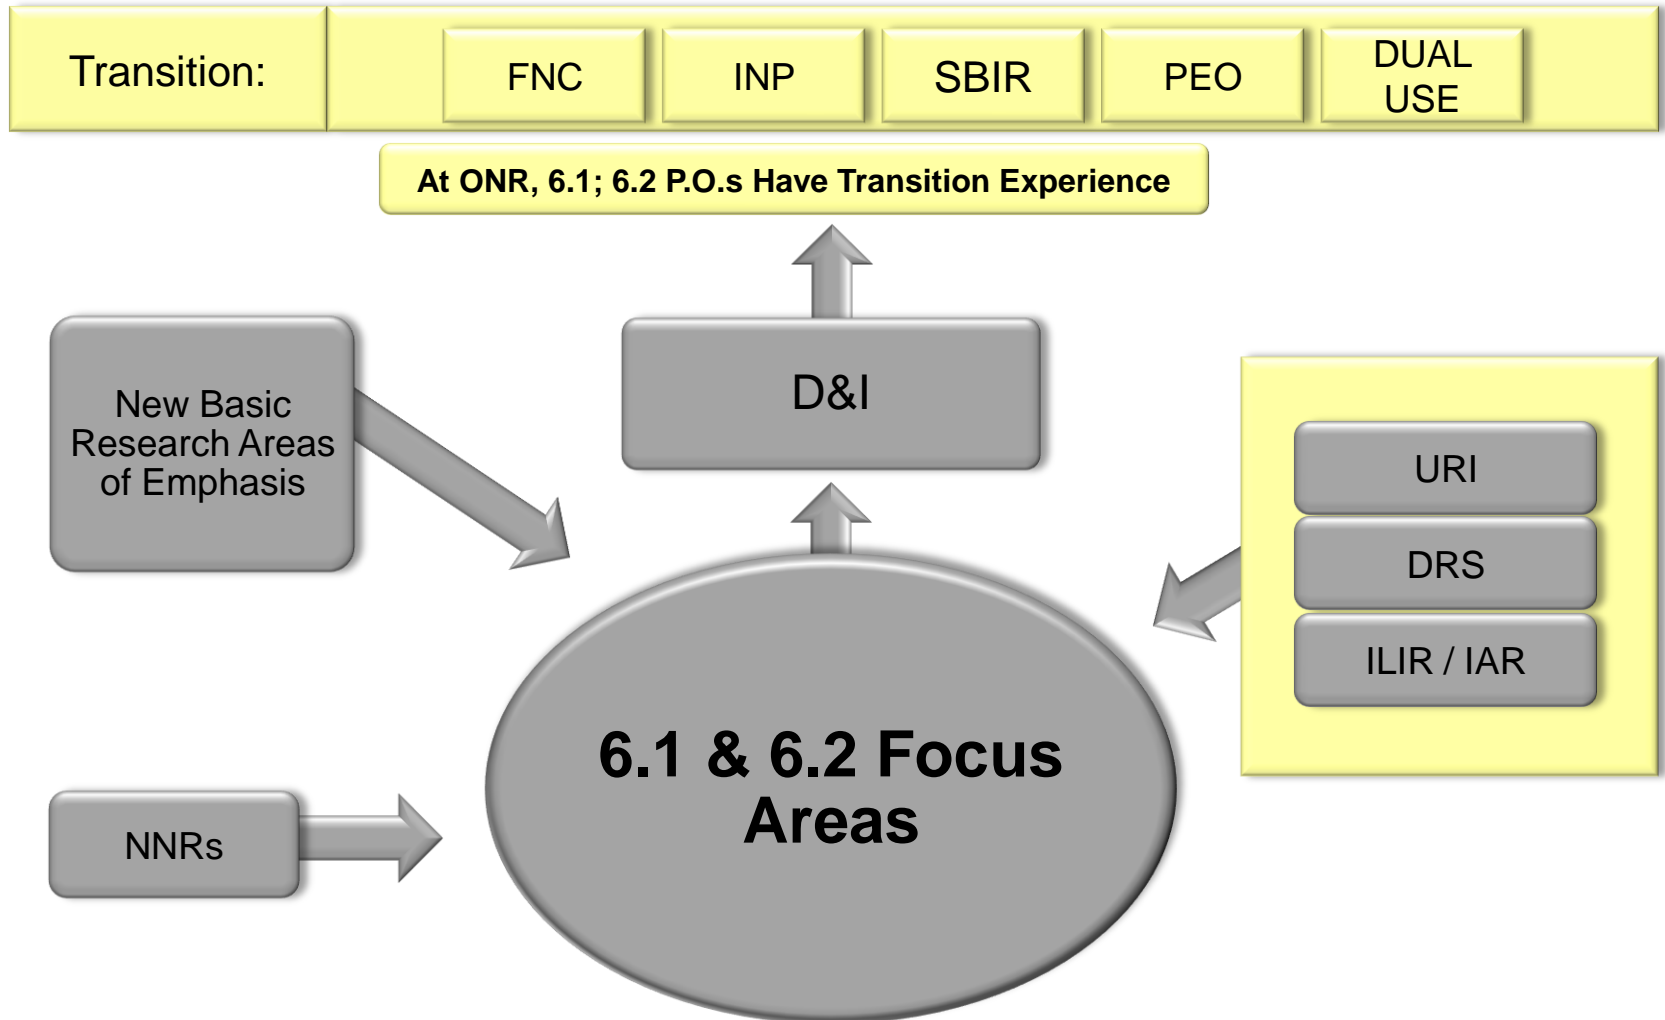 Transition:
FNC
INP
SBIR
PEO
DUAL
USE
At ONR, 6.1; 6.2 P.O.s Have Transition Experience
New Basic
Research Areas
of Emphasis
D&I
URI
DRS
ILIR / IAR
6.1 & 6.2 Focus
Areas
NNRs